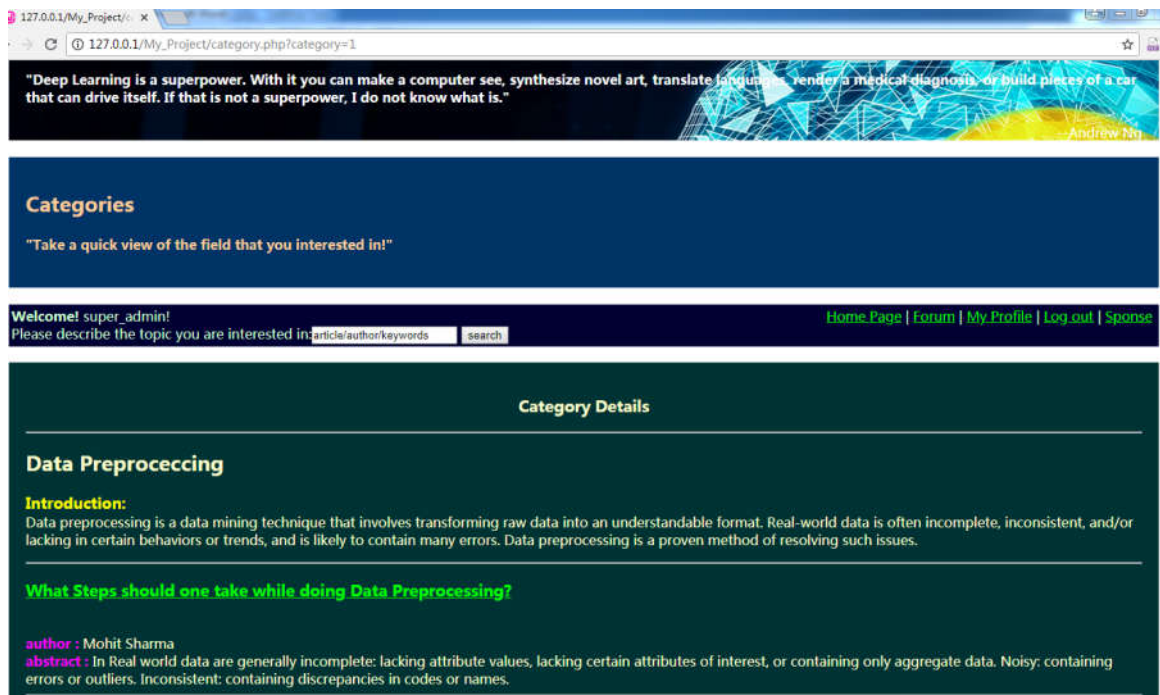 127.0.0.1/My_Project/c
127.0.0.1/My_Project/category.php?category=1
"Deep Learning is a superpower. With it you can make a computer see, synthesize novel art, translate languages, render a medical diagnosis, or build pieces of a car
that can drive itself. If that is not a superpower, I do not know what is."
--Andrew Ng
Categories
"Take a quick view of the field that you interested in!"
Welcome! super_admin!
Home Page | Forum | My Profile | Log out | Sponse
Please describe the topic you are interested in:article/author/keywords search
Category Details
Data Preproceccing
Introduction:
Data preprocessing is a data mining technique that involves transforming raw data into an understandable format. Real-world data is often incomplete, inconsistent, and/or
lacking in certain behaviors or trends, and is likely to contain many errors. Data preprocessing is a proven method of resolving such issues.
What Steps should one take while doing Data Preprocessing?
author : Mohit Sharma
abstract : In Real world data are generally incomplete: lacking attribute values, lacking certain attributes of interest, or containing only aggregate data. Noisy: containing
errors or outliers. Inconsistent: containing discrepancies in codes or names.